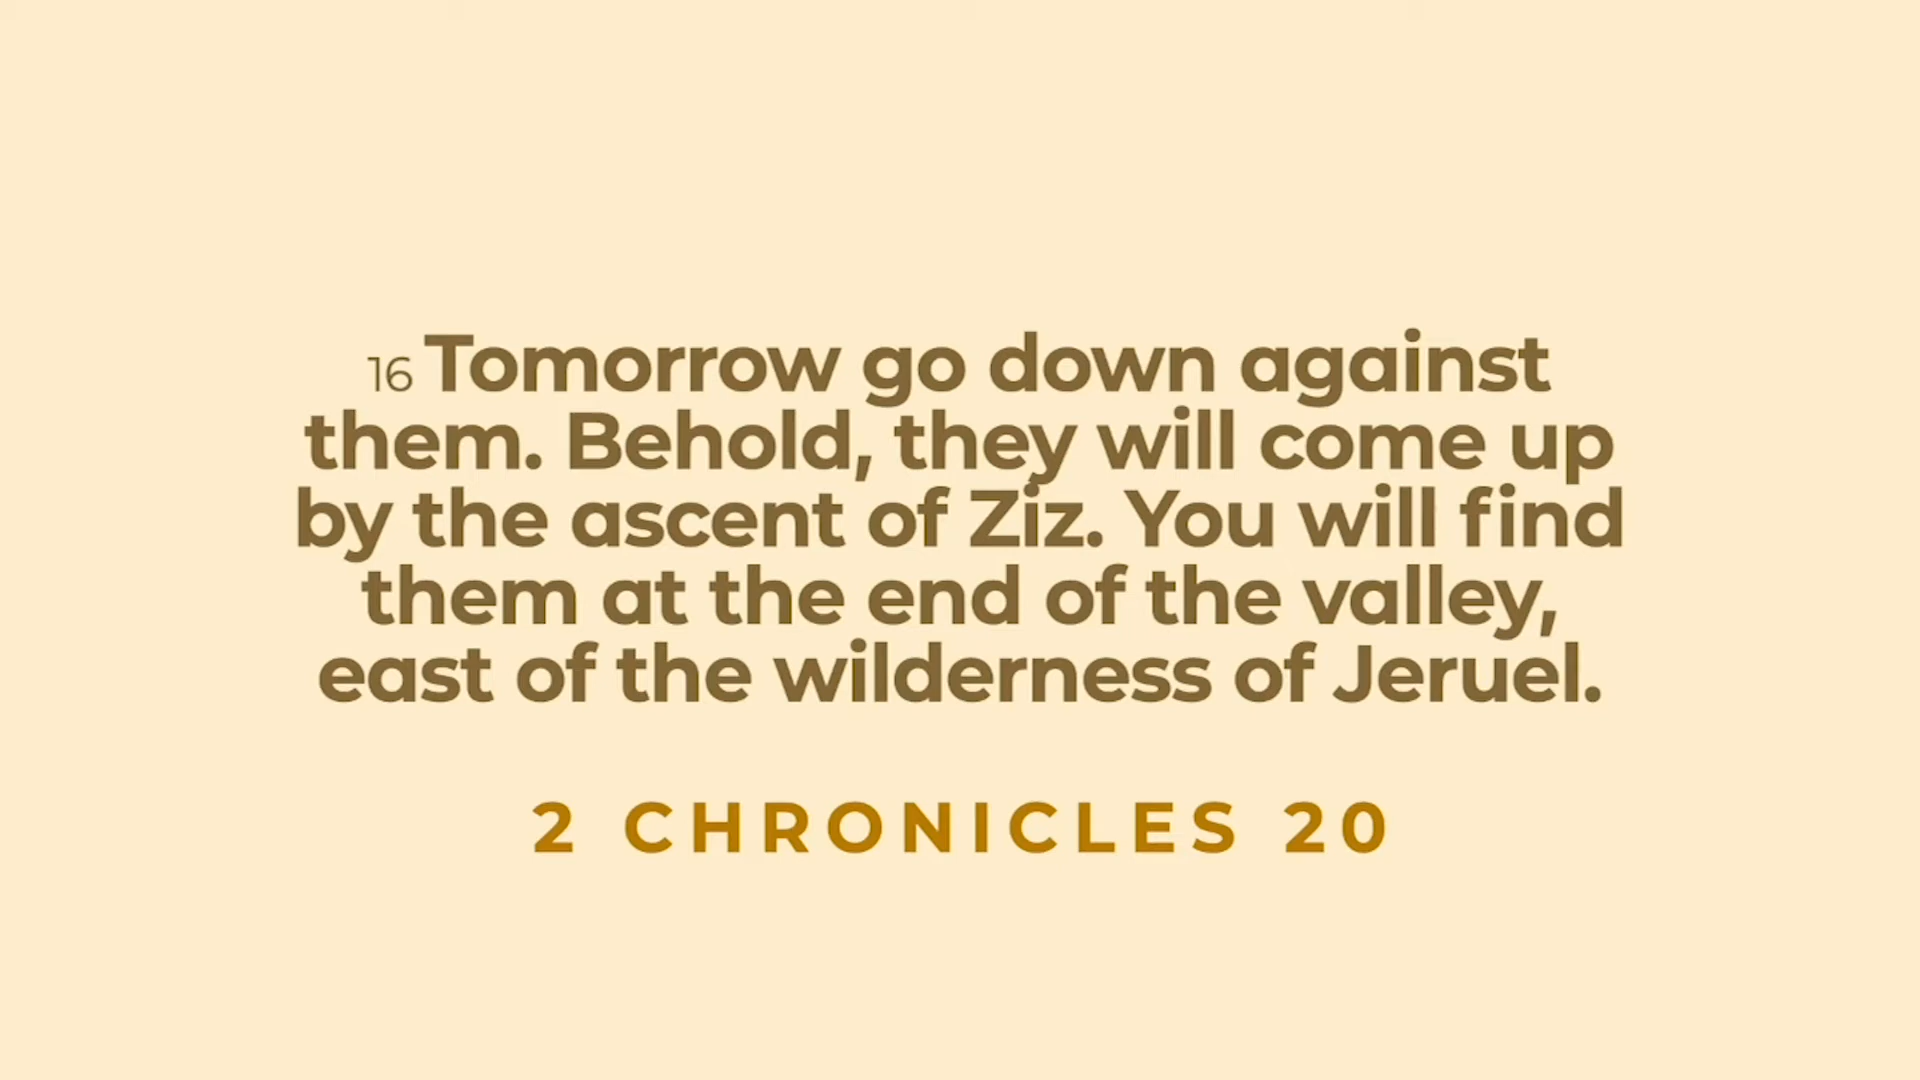 16 Tomorrow go down against
them. Behold, they will come up
by the ascent of Ziz. You will find
them at the end of the valley,
east of the wilderness of Jeruel.
2 CHRONICLES 20